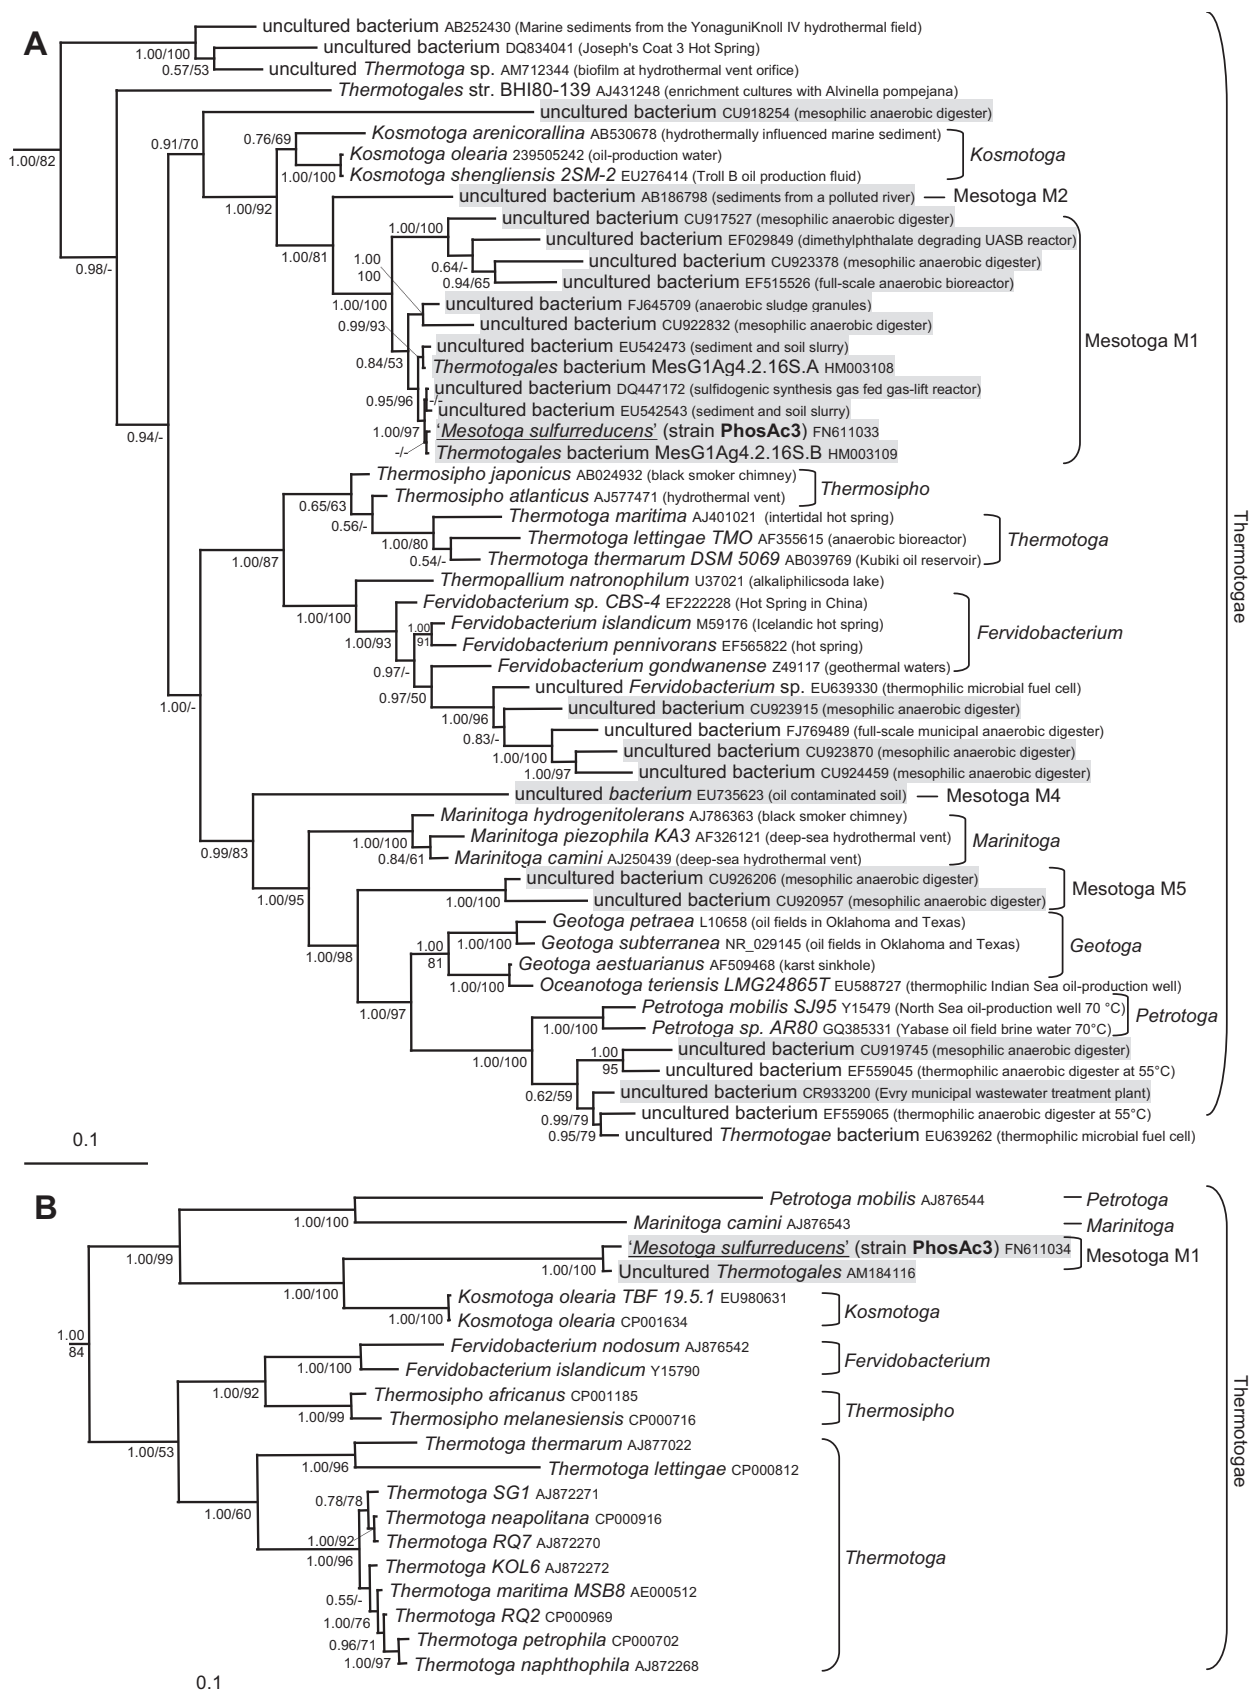 A
uncultured bacterium AB252430 (Marine sediments from the YonaguniKnoll IV hydrothermal field)
uncultured bacterium DQ834041 (Joseph's Coat 3 Hot Spring)
1.00/100
0.57/53
uncultured Thermotoga sp. AM712344 (biofilm at hydrothermal vent orifice)
Thermotogales str. BHI80-139 AJ431248 (enrichment cultures with Alvinella pompejana)
uncultured bacterium CU918254 (mesophilic anaerobic digester)
0.91/70
0.76/69
Kosmotoga arenicorallina AB530678 (hydrothermally influenced marine sediment)
1.00/82
Kosmotoga olearia 239505242 (oil-production water)
Kosmotoga
1.00/100
Kosmotoga shengliensis 2SM-2 EU276414 (Troll B oil production fluid)
uncultured bacterium AB186798 (sediments from a polluted river)
Mesotoga M2
1.00/92
uncultured bacterium CU917527 (mesophilic anaerobic digester)
1.00/100
uncultured bacterium EF029849 (dimethylphthalate degrading UASB reactor)
1.00/81
1.00
100
uncultured bacterium CU923378 (mesophilic anaerobic digester)
0.98/-
0.64/-
0.94/65
uncultured bacterium EF515526 (full-scale anaerobic bioreactor)
1.00/100
uncultured bacterium FJ645709 (anaerobic sludge granules)
0.99/93
uncultured bacterium CU922832 (mesophilic anaerobic digester)
Mesotoga M1
uncultured bacterium EU542473 (sediment and soil slurry)
0.84/53
Thermotogales bacterium MesG1Ag4.2.16S.A HM003108
uncultured bacterium DQ447172 (sulfidogenic synthesis gas fed gas-lift reactor)
0.95/96
-/-
uncultured bacterium EU542543 (sediment and soil slurry)
1.00/97
'Mesotoga sulfurreducens' (strain PhosAc3) FN611033
0.94/-
-/-
Thermotogales bacterium MesG1Ag4.2.16S.B HM003109
Thermosipho japonicus AB024932 (black smoker chimney)
Thermosipho
Thermosipho atlanticus AJ577471 (hydrothermal vent)
0.65/63
Thermotoga maritima AJ401021 (intertidal hot spring)
0.56/-
Thermotoga lettingae TMO AF355615 (anaerobic bioreactor)
Thermotoga
1.00/80
0.54/-
Thermotoga thermarum DSM 5069 AB039769 (Kubiki oil reservoir)
1.00/87
Thermopallium natronophilum U37021 (alkaliphilicsoda lake)
Thermotogae
Fervidobacterium sp. CBS-4 EF222228 (Hot Spring in China)
1.00/100
1.00
91
Fervidobacterium islandicum M59176 (Icelandic hot spring)
Fervidobacterium
1.00/93
Fervidobacterium pennivorans EF565822 (hot spring)
Fervidobacterium gondwanense Z49117 (geothermal waters)
0.97/-
uncultured Fervidobacterium sp. EU639330 (thermophilic microbial fuel cell)
0.97/50
1.00/-
uncultured bacterium CU923915 (mesophilic anaerobic digester)
1.00/96
uncultured bacterium FJ769489 (full-scale municipal anaerobic digester)
0.83/-
uncultured bacterium CU923870 (mesophilic anaerobic digester)
1.00/100
1.00/97
uncultured bacterium CU924459 (mesophilic anaerobic digester)
uncultured bacterium EU735623 (oil contaminated soil)
Mesotoga M4
Marinitoga hydrogenitolerans AJ786363 (black smoker chimney)
Marinitoga piezophila KA3 AF326121 (deep-sea hydrothermal vent)
Marinitoga
1.00/100
0.99/83
0.84/61
Marinitoga camini AJ250439 (deep-sea hydrothermal vent)
uncultured bacterium CU926206 (mesophilic anaerobic digester)
Mesotoga M5
1.00/95
1.00/100
uncultured bacterium CU920957 (mesophilic anaerobic digester)
Geotoga petraea L10658 (oil fields in Oklahoma and Texas)
1.00/100
Geotoga subterranea NR_029145 (oil fields in Oklahoma and Texas)
Geotoga
1.00
81
1.00/98
Geotoga aestuarianus AF509468 (karst sinkhole)
1.00/100
Oceanotoga teriensis LMG24865T EU588727 (thermophilic Indian Sea oil-production well)
1.00/97
Petrotoga mobilis SJ95 Y15479 (North Sea oil-production well 70 °C)
Petrotoga
1.00/100
Petrotoga sp. AR80 GQ385331 (Yabase oil field brine water 70°C)
1.00/100
1.00
95
uncultured bacterium CU919745 (mesophilic anaerobic digester)
uncultured bacterium EF559045 (thermophilic anaerobic digester at 55°C)
0.62/59
uncultured bacterium CR933200 (Evry municipal wastewater treatment plant)
0.99/79
uncultured bacterium EF559065 (thermophilic anaerobic digester at 55°C)
0.95/79
uncultured Thermotogae bacterium EU639262 (thermophilic microbial fuel cell)
0.1
B
Petrotoga mobilis AJ876544
Petrotoga
1.00/100
Marinitoga camini AJ876543
Marinitoga
1.00/99
'Mesotoga sulfurreducens' (strain PhosAc3) FN611034
Mesotoga M1
1.00/100
Uncultured Thermotogales AM184116
1.00/100
Kosmotoga olearia TBF 19.5.1 EU980631
Kosmotoga
1.00/100
Kosmotoga olearia CP001634
1.00
84
Fervidobacterium nodosum AJ876542
Fervidobacterium
1.00/100
Fervidobacterium islandicum Y15790
1.00/92
Thermosipho africanus CP001185
Thermosipho
1.00/99
Thermosipho melanesiensis CP000716
Thermotogae
1.00/53
Thermotoga thermarum AJ877022
1.00/96
Thermotoga lettingae CP000812
Thermotoga SG1 AJ872271
0.78/78
1.00/60
Thermotoga neapolitana CP000916
1.00/92
Thermotoga RQ7 AJ872270
1.00/96
Thermotoga
Thermotoga KOL6 AJ872272
Thermotoga maritima MSB8 AE000512
0.55/-
Thermotoga RQ2 CP000969
1.00/76
Thermotoga petrophila CP000702
0.96/71
1.00/97
Thermotoga naphthophila AJ872268
0.1